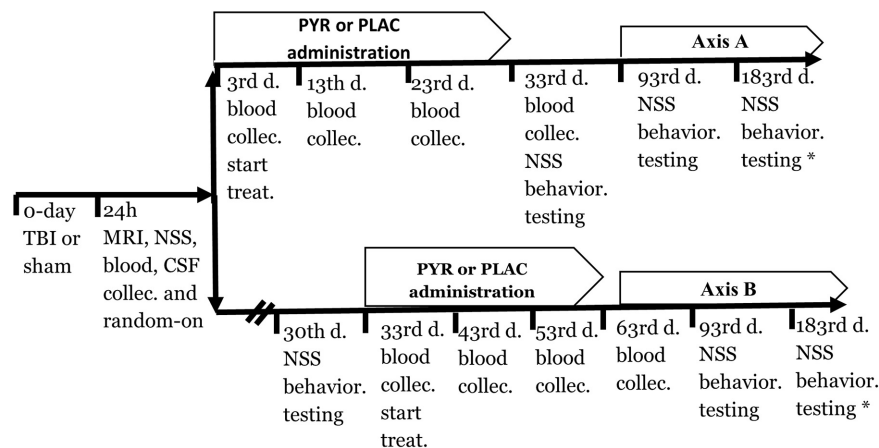 PYR or PLAC
administration
Axis A
3rd d.
blood
collec.
start
treat.
13th d.
blood
collec.
23rd d.
blood
collec.
33rd d.
blood
collec.
NSS
behavior.
testing
93rd d.
NSS
behavior.
testing
183rd d.
NSS
behavior.
testing *
0-day
TBI or
sham
24h
MRI, NSS,
blood, CSF
collec. and
random-on
PYR or PLAC
administration
Axis B
30th d.
NSS
behavior.
testing
33rd d.
blood
collec.
start
treat.
43rd d.
blood
collec.
53rd d.
blood
collec.
63rd d.
blood
collec.
93rd d.
NSS
behavior.
testing
183rd d.
NSS
behavior.
testing *